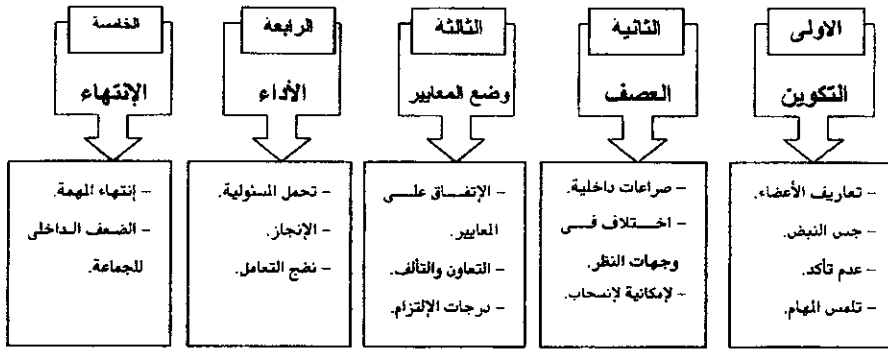 الاولى
التكوين
- تعاريف الأعضاء.
- جس النبض.
- عدم تأكد.
- تلمس المهام.
الثانية
العصف
- صراعات داخلية.
- اختلاف فى
وجهات النظر.
- لإمكانية لإنسحاب.
الثالثة
وضع المعايير
- الإتفاق على
المعايير.
- التعاون والتألف.
- درجات الإلتزام.
الرابعة
الأداء
- تحمل المسئولية.
- الإنجاز.
- نضج التعامل.
الخامسة
الإنتهاء
- إنتهاء المهمة.
- الضعف الداخلى
للجماعة.